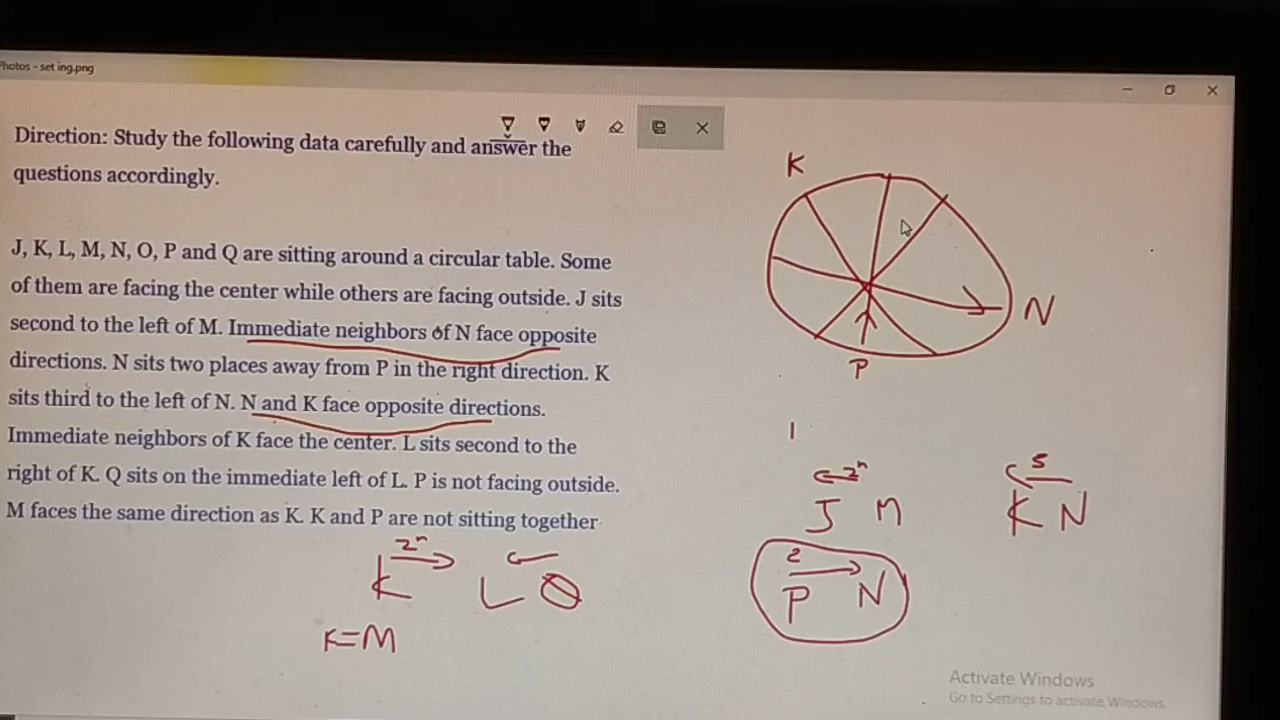 Photos - set ing.png
Direction: Study the following data carefully and answer the
questions accordingly.
J, K, L, M, N, O, P and Q are sitting around a circular table. Some
of them are facing the center while others are facing outside. J sits
second to the left of M. Immediate neighbors of N face opposite
directions. N sits two places away from P in the right direction. K
sits third to the left of N. N and K face opposite directions.
Immediate neighbors of K face the center. L sits second to the
right of K. Q sits on the immediate left of L. P is not facing outside.
M faces the same direction as K. K and P are not sitting together
K
N
P
2n
J M
K N
2
P N
2n
K L Q
K=M
Activate Windows
Go to Settings to activate Windows.